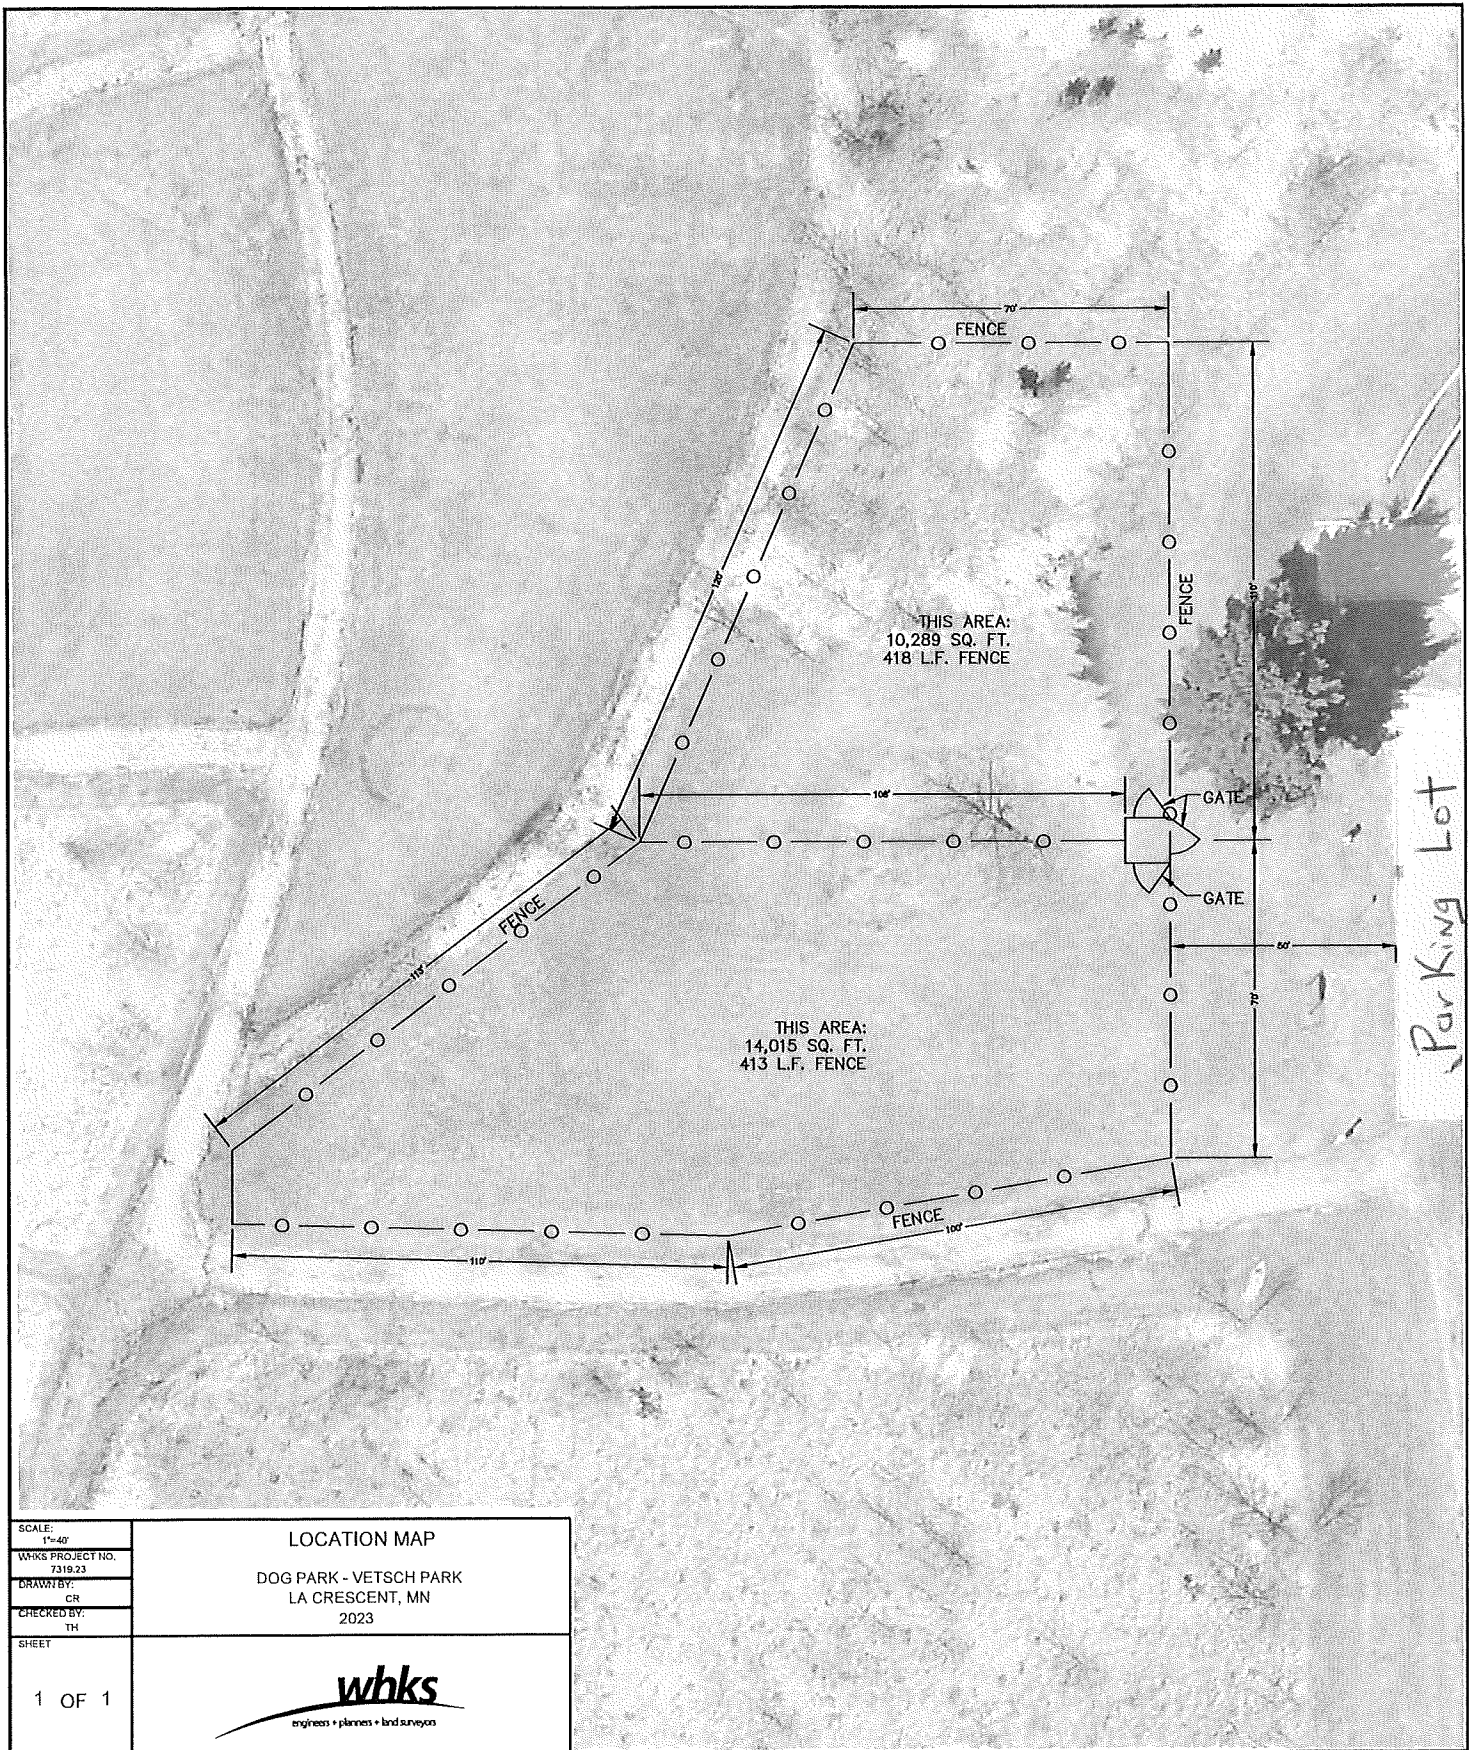 70'
FENCE
120'
FENCE
110'
THIS AREA:
10,289 SQ. FT.
418 L.F. FENCE
108'
GATE
GATE
Parking Lot
FENCE
113'
50'
70'
THIS AREA:
14,015 SQ. FT.
413 L.F. FENCE
FENCE
100'
110'
SCALE:
1"=40'
WHKS PROJECT NO.
7319.23
DRAWN BY:
CR
CHECKED BY:
TH
SHEET
1 OF 1
LOCATION MAP
DOG PARK - VETSCH PARK
LA CRESCENT, MN
2023
whks
engineers + planners + land surveyors